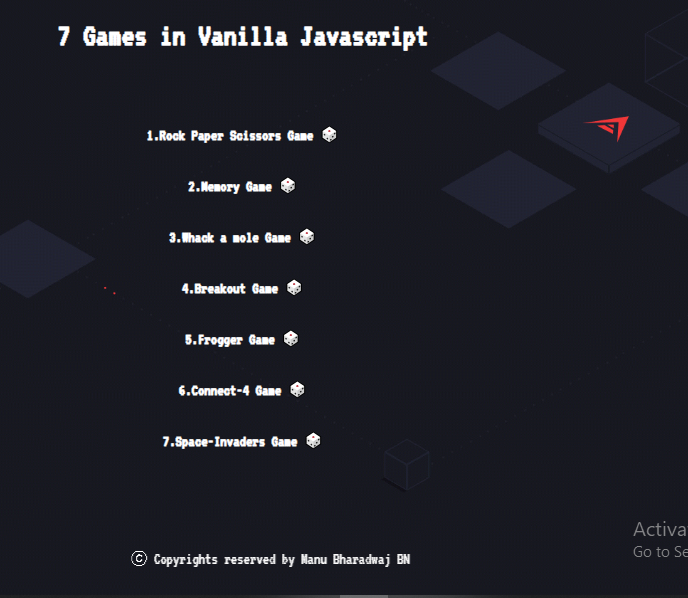 7 Games in Vanilla Javascript
1.Rock Paper Scissors Game
2.Memory Game
3.Whack a mole Game
4.Breakout Game
5.Frogger Game
6.Connect-4 Game
7.Space-Invaders Game
© Copyrights reserved by Manu Bharadwaj BN
Activa
Go to Se